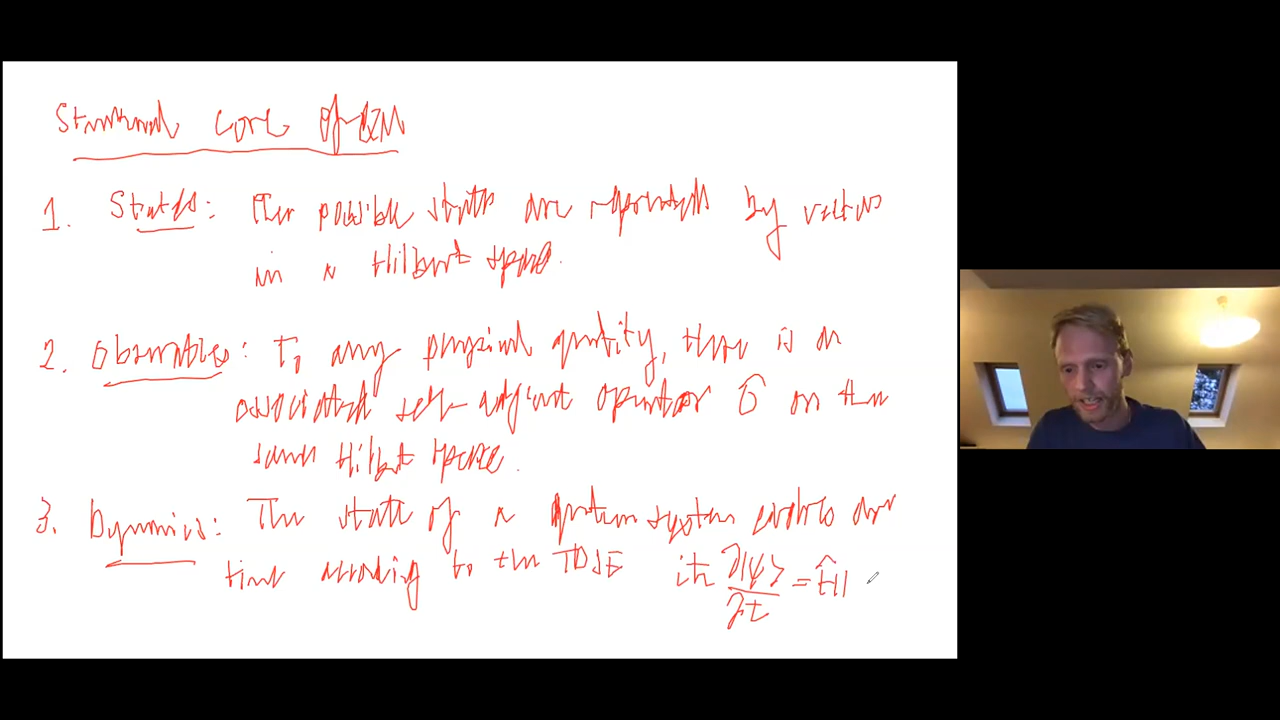 Structural core of QM
1. States: The possible states are represented by vectors
in a Hilbert space.
2. Observables: To any physical quantity, there is an
associated self-adjoint operator Ô on the
same Hilbert space.
3. Dynamics: The state of a quantum system evolves over
time according to the TDSE iħ ∂|ψ⟩/∂t = Ĥ|